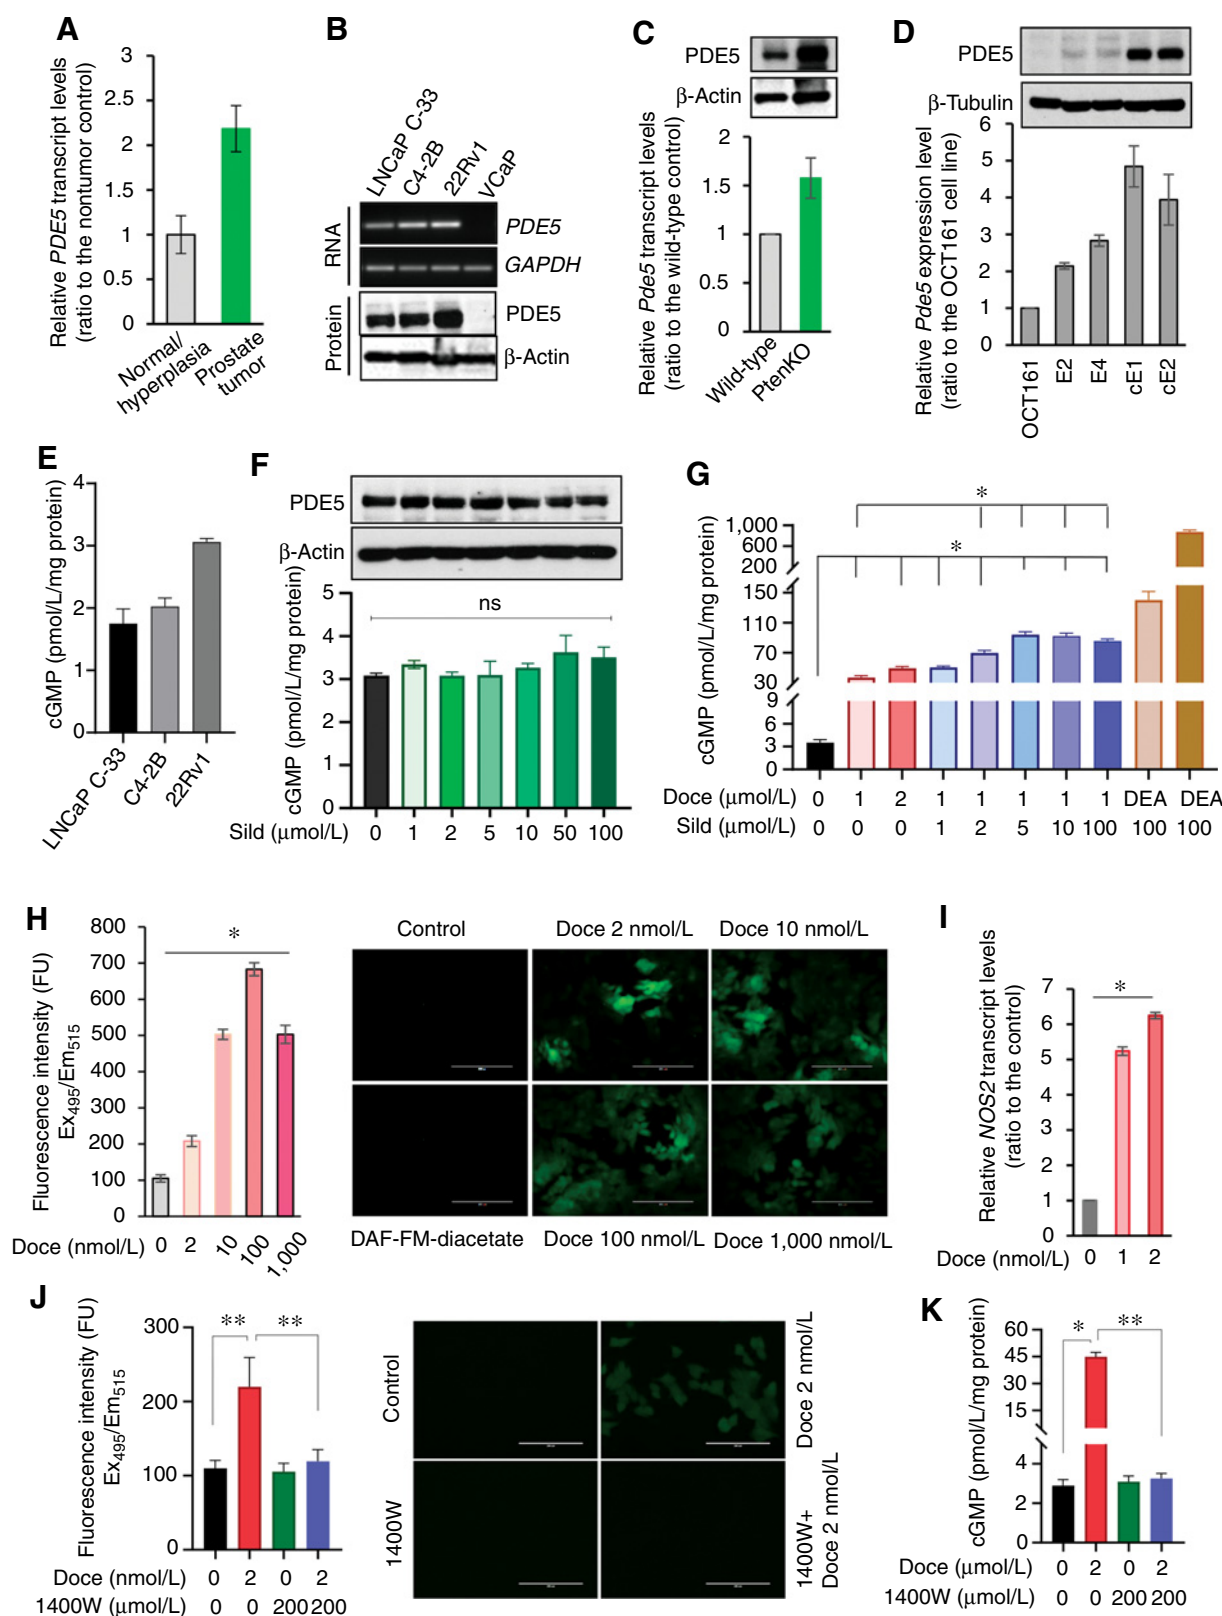 A
Relative PDE5 transcript levels
(ratio to the nontumor control)
3
2.5
2
1.5
1
0.5
0
Normal/
hyperplasia
Prostate
tumor
B
LNCaP C-33
C4-2B
22Rv1
VCaP
RNA
PDE5
GAPDH
Protein
PDE5
β-Actin
C
PDE5
β-Actin
Relative Pde5 transcript levels
(ratio to the wild-type control)
2
1.5
1
0.5
0
Wild-type
PtenKO
D
PDE5
β-Tubulin
Relative Pde5 expression level
(ratio to the OCT161 cell line)
6
5
4
3
2
1
0
OCT161
E2
E4
cE1
cE2
E
cGMP (pmol/L/mg protein)
4
3
2
1
0
LNCaP C-33
C4-2B
22Rv1
F
PDE5
β-Actin
cGMP (pmol/L/mg protein)
5
4
3
2
1
0
ns
Sild (μmol/L) 0 1 2 5 10 50 100
G
cGMP (pmol/L/mg protein)
1,000
600
200
150
110
70
30
9
6
3
0
*
*
Doce (μmol/L) 0 1 2 1 1 1 1 1 DEA DEA
Sild (μmol/L) 0 0 0 1 2 5 10 100 100 100
H
Fluorescence intensity (FU)
Ex495/Em515
800
700
600
500
400
300
200
100
0
*
Doce (nmol/L) 0 2 10 100 1,000
Control Doce 2 nmol/L Doce 10 nmol/L
DAF-FM-diacetate Doce 100 nmol/L Doce 1,000 nmol/L
I
Relative NOS2 transcript levels
(ratio to the control)
7
6
5
4
3
2
1
0
*
Doce (nmol/L) 0 1 2
J
Fluorescence intensity (FU)
Ex495/Em515
300
200
100
0
** **
Doce (nmol/L) 0 2 0 2
1400W (μmol/L) 0 0 200 200
Control
Doce 2 nmol/L
1400W
1400W+
Doce 2 nmol/L
K
cGMP (pmol/L/mg protein)
60
45
30
15
4
2
0
* **
Doce (μmol/L) 0 2 0 2
1400W (μmol/L) 0 0 200 200